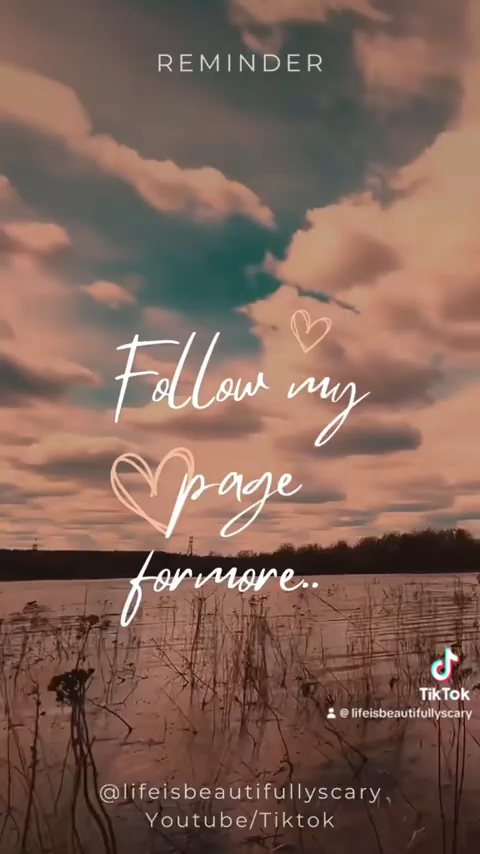 REMINDER
Follow my
page
formore..
TikTok
@lifeisbeautifullyscary
@lifeisbeautifullyscary
Youtube/Tiktok